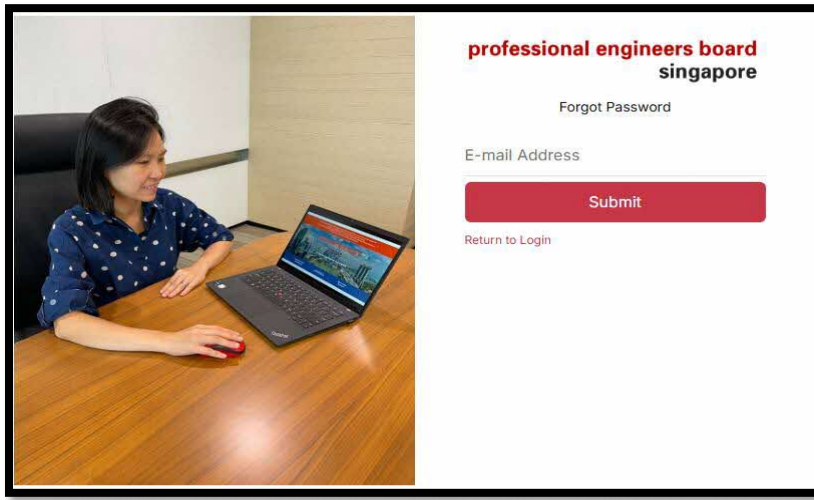 professional engineers board
singapore
Forgot Password
E-mail Address
Submit
Return to Login